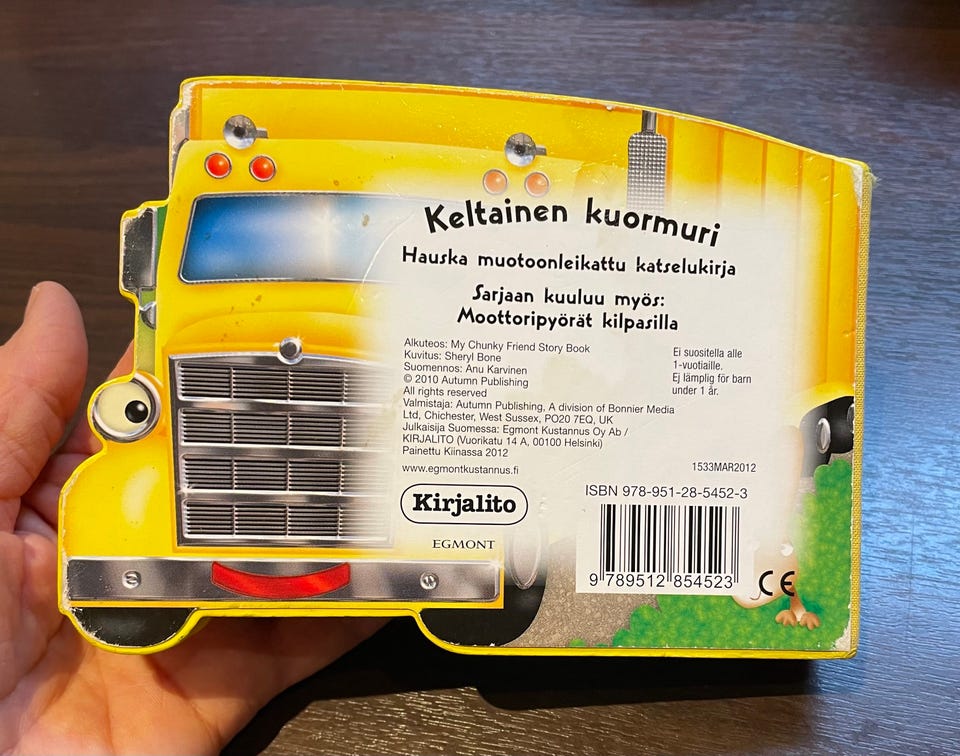 Keltainen kuormuri
Hauska muotoonleikattu katselukirja
Sarjaan kuuluu myös:
Moottoripyörät kilpasilla
Alkuteos: My Chunky Friend Story Book
Kuvitus: Sheryl Bone
Suomennos: Anu Karvinen
© 2010 Autumn Publishing
All rights reserved
Valmistaja: Autumn Publishing, A division of Bonnier Media
Ltd, Chichester, West Sussex, PO20 7EQ, UK
Julkaisija Suomessa: Egmont Kustannus Oy Ab /
KIRJALITO (Vuorikatu 14 A, 00100 Helsinki)
Painettu Kiinassa 2012
www.egmontkustannus.fi
Ei suositella alle
1-vuotiaille.
Ej lämplig för barn
under 1 år.
1533MAR2012
Kirjalito
EGMONT
ISBN 978-951-28-5452-3
9 789512 854523
CE